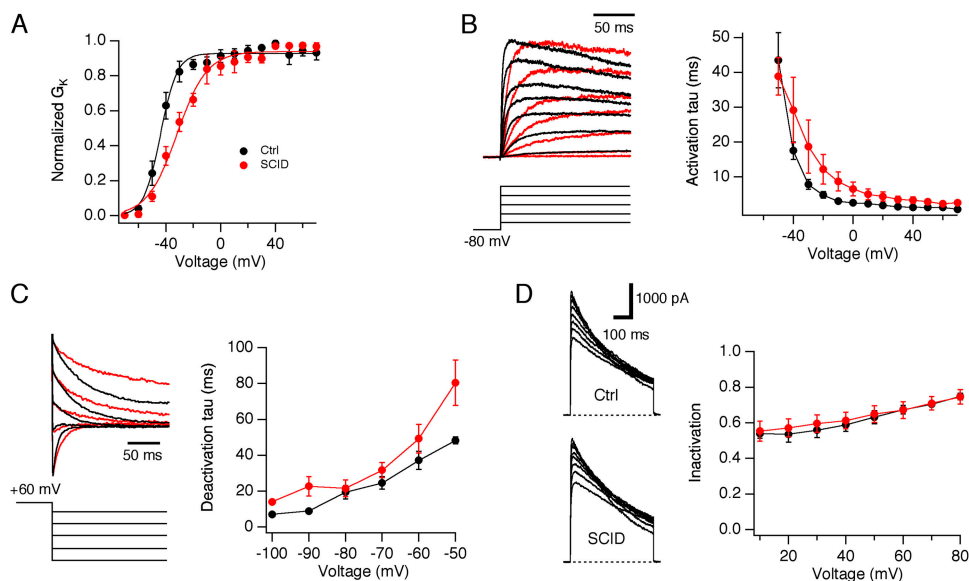 A
Normalized GK
1.0
0.8
0.6
0.4
0.2
0.0
Ctrl
SCID
-40
0
40
Voltage (mV)
B
50 ms
-80 mV
Activation tau (ms)
50
40
30
20
10
-40
0
40
Voltage (mV)
C
50 ms
+60 mV
Deactivation tau (ms)
100
80
60
40
20
0
-100
-90
-80
-70
-60
-50
Voltage (mV)
D
1000 pA
100 ms
Ctrl
SCID
Inactivation
1.0
0.8
0.6
0.4
0.2
0.0
20
40
60
80
Voltage (mV)